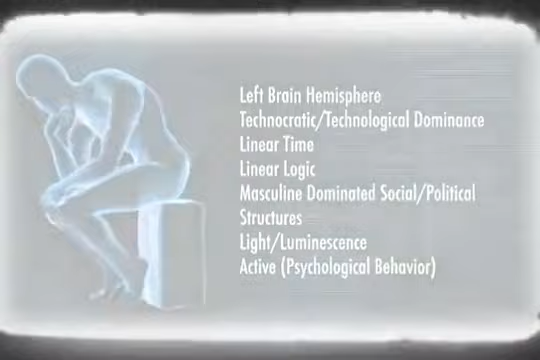 Left Brain Hemisphere
Technocratic/Technological Dominance
Linear Time
Linear Logic
Masculine Dominated Social/Political
Structures
Light/Luminescence
Active (Psychological Behavior)